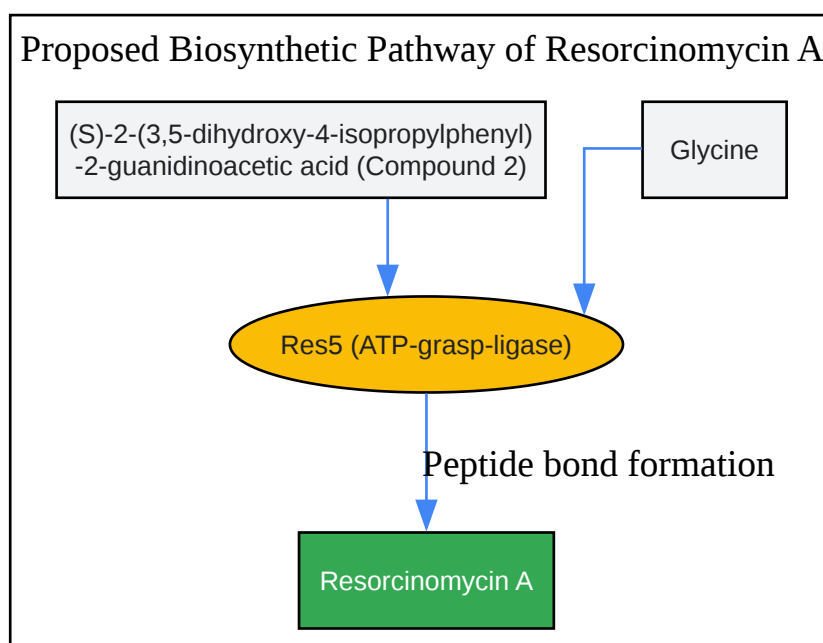 Proposed Biosynthetic Pathway of Resorcinomycin A
(S)-2-(3,5-dihydroxy-4-isopropylphenyl)
-2-guanidinoacetic acid (Compound 2)
Glycine
Res5 (ATP-grasp-ligase)
Peptide bond formation
Resorcinomycin A